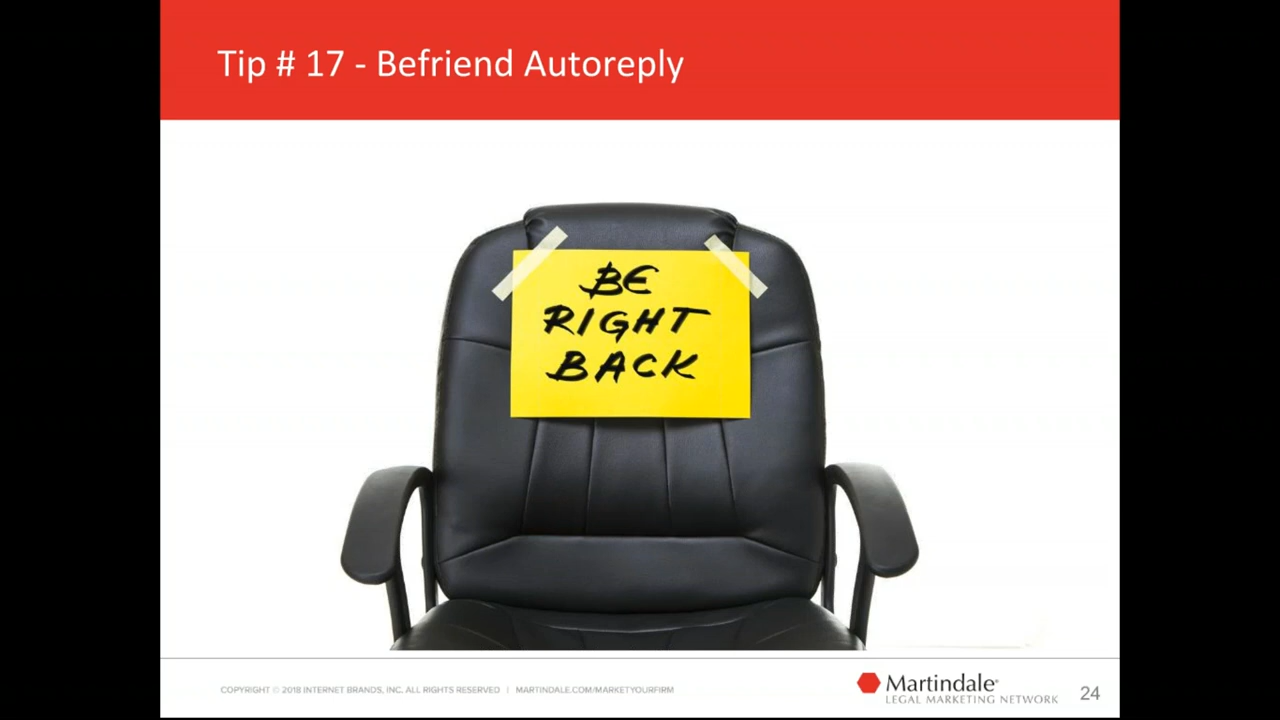 Tip # 17 - Befriend Autoreply
BE
RIGHT
BACK
COPYRIGHT © 2018 INTERNET BRANDS, INC. ALL RIGHTS RESERVED | MARTINDALE.COM/MARKETYOURFIRM
Martindale®
LEGAL MARKETING NETWORK
24